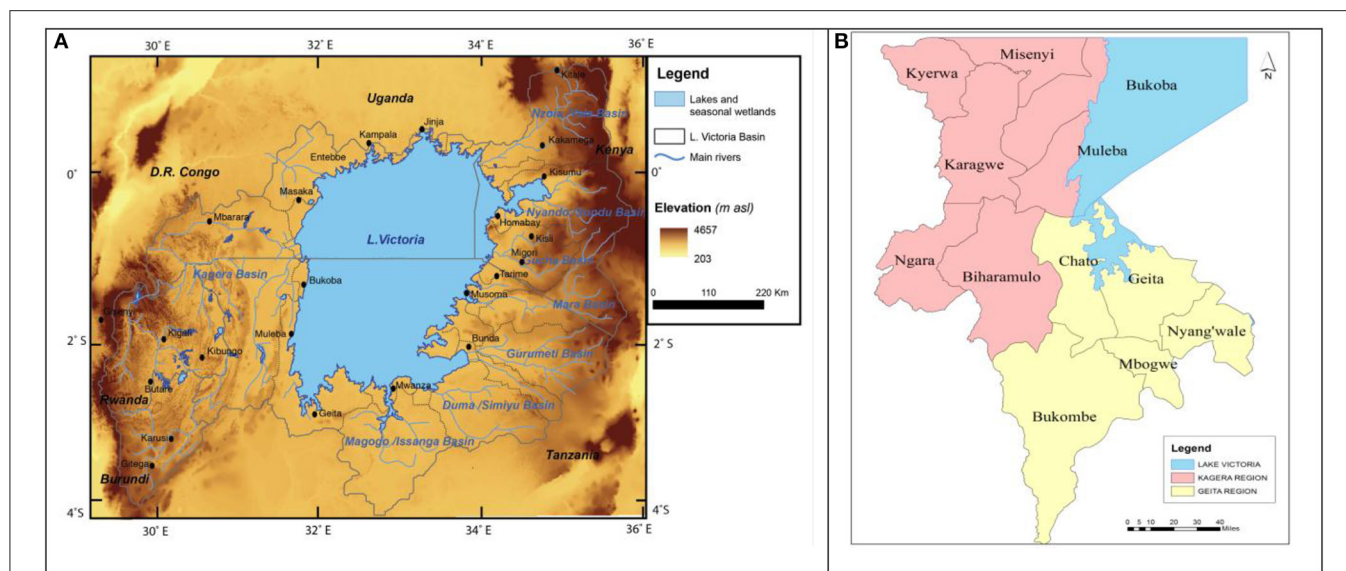 A
30° E
32° E
34° E
36° E
Kitale
Uganda
Nzoia /Yala Basin
Jinja
Kampala
Kakamega
Kenya
Entebbe
0°
D.R. Congo
Kisumu
0°
Masaka
Mbarara
Nyando/Sondu Basin
Homabay
L.Victoria
Kisii
Migori
Gucha Basin
Kagera Basin
Tarime
Bukoba
Musoma
Mara Basin
Kigali
Muleba
2° S
Bunda
2° S
Kibungo
Gurumeti Basin
Butare
Mwanza
Rwanda
Duma /Simiyu Basin
Geita
Karusi
Magogo /Issanga Basin
Tanzania
Gitega
Burundi
4°S
4°S
30° E
32° E
34° E
36° E
Legend
Lakes and
seasonal wetlands
L. Victoria Basin
Main rivers
Elevation (m asl)
4657
203
0 110 220 Km
B
N
Misenyi
Kyerwa
Bukoba
Karagwe
Muleba
Ngara
Biharamulo
Chato
Geita
Nyang'wale
Mbogwe
Bukombe
Legend
LAKE VICTORIA
KAGERA REGION
GEITA REGION
0 5 10 20 30 40
Miles